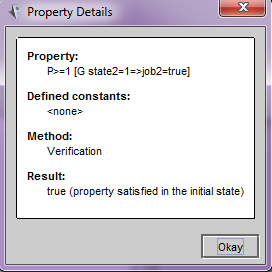 Property Details
Property:
P>=1 [G state2=1=>job2=true]
Defined constants:
<none>
Method:
Verification
Result:
true (property satisfied in the initial state)
Okay